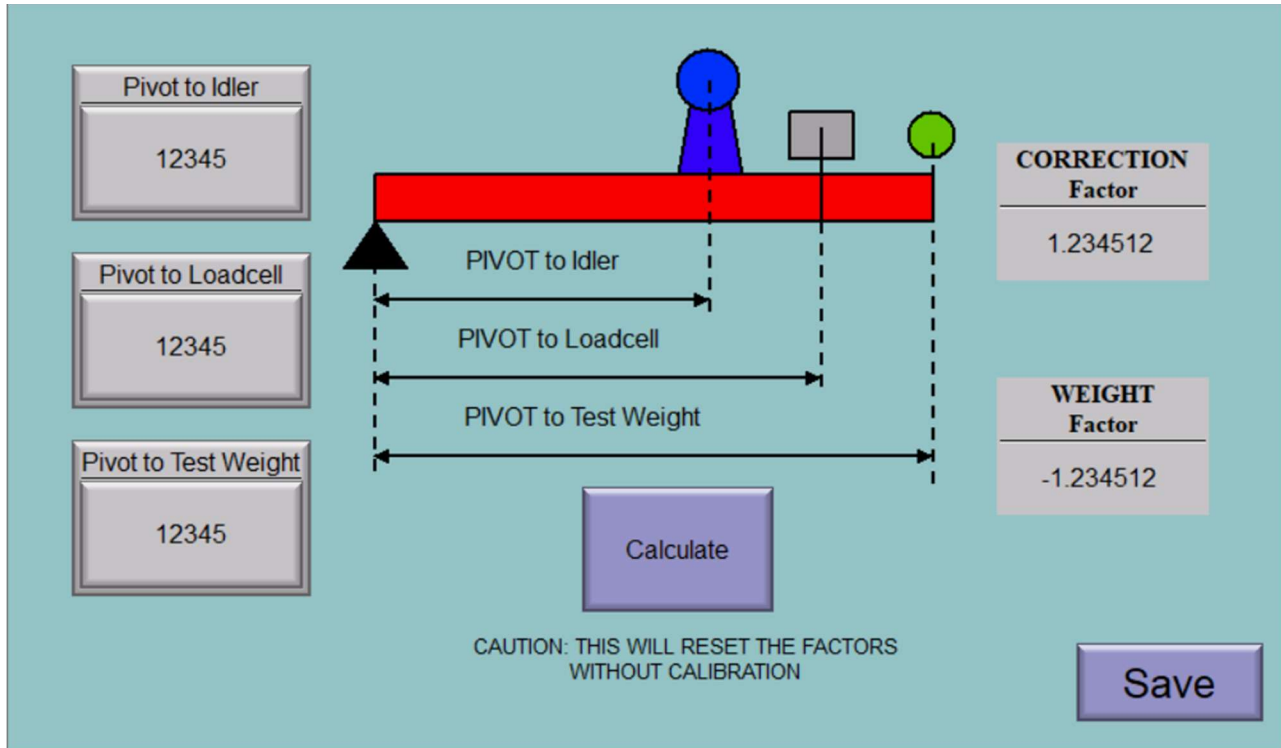 Pivot to Idler
12345
Pivot to Loadcell
12345
Pivot to Test Weight
12345
PIVOT to Idler
PIVOT to Loadcell
PIVOT to Test Weight
Calculate
CAUTION: THIS WILL RESET THE FACTORS
WITHOUT CALIBRATION
CORRECTION
Factor
1.234512
WEIGHT
Factor
-1.234512
Save